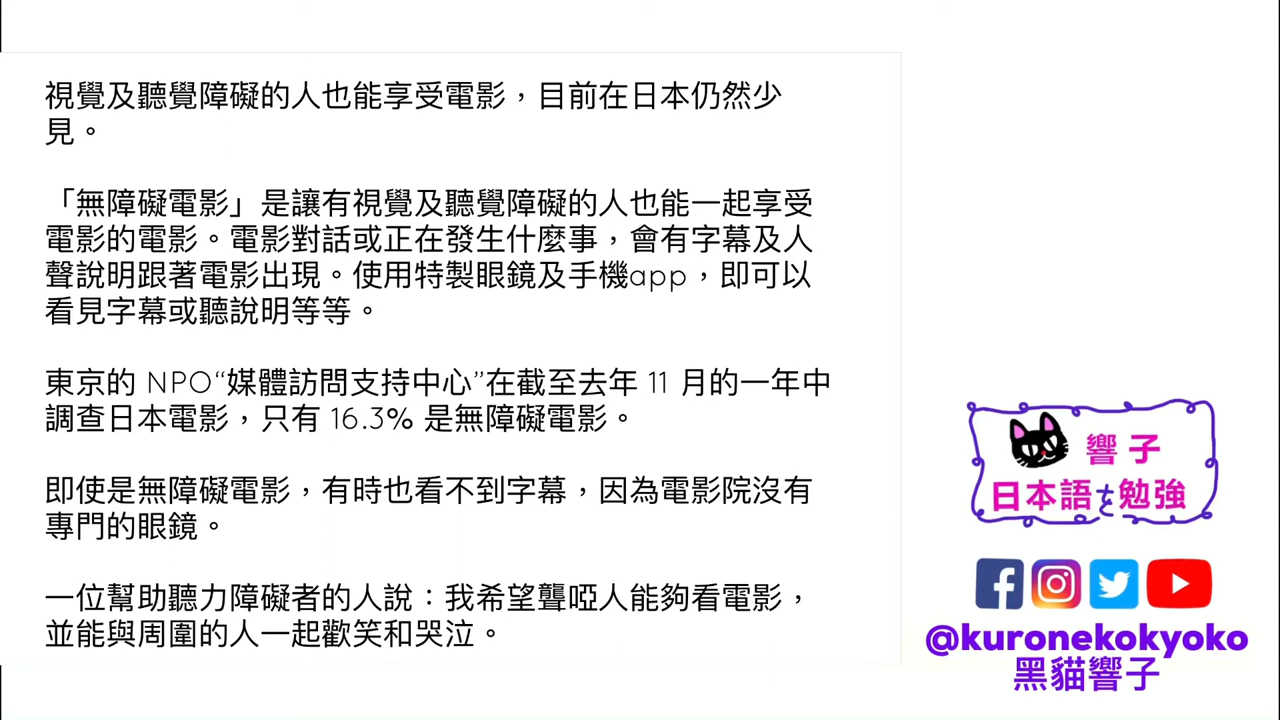 視覺及聽覺障礙的人也能享受電影，目前在日本仍然少
見。
「無障礙電影」是讓有視覺及聽覺障礙的人也能一起享受
電影的電影。電影對話或正在發生什麼事，會有字幕及人
聲說明跟著電影出現。使用特製眼鏡及手機app，即可以
看見字幕或聽說明等等。
東京的 NPO“媒體訪問支持中心”在截至去年 11 月的一年中
調查日本電影，只有 16.3% 是無障礙電影。
即使是無障礙電影，有時也看不到字幕，因為電影院沒有
專門的眼鏡。
一位幫助聽力障礙者的人說：我希望聾啞人能夠看電影，
並能與周圍的人一起歡笑和哭泣。
響子
日本語を勉強
@kuronekokyoko
黑貓響子